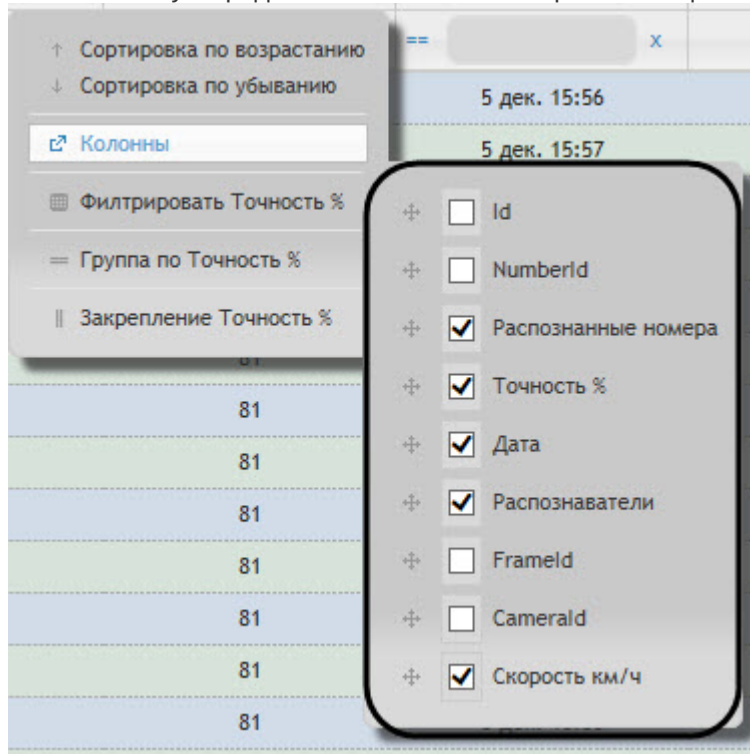 ↑ Сортировка по возрастанию
== x
↓ Сортировка по убыванию
5 дек. 15:56
Колонны
5 дек. 15:57
Филтрировать Точность %
Id
Группа по Точность %
NumberId
Закрепление Точность %
Распознанные номера
81
Точность %
81
Дата
81
Распознаватели
81
FrameId
81
CameraId
81
Скорость км/ч
81